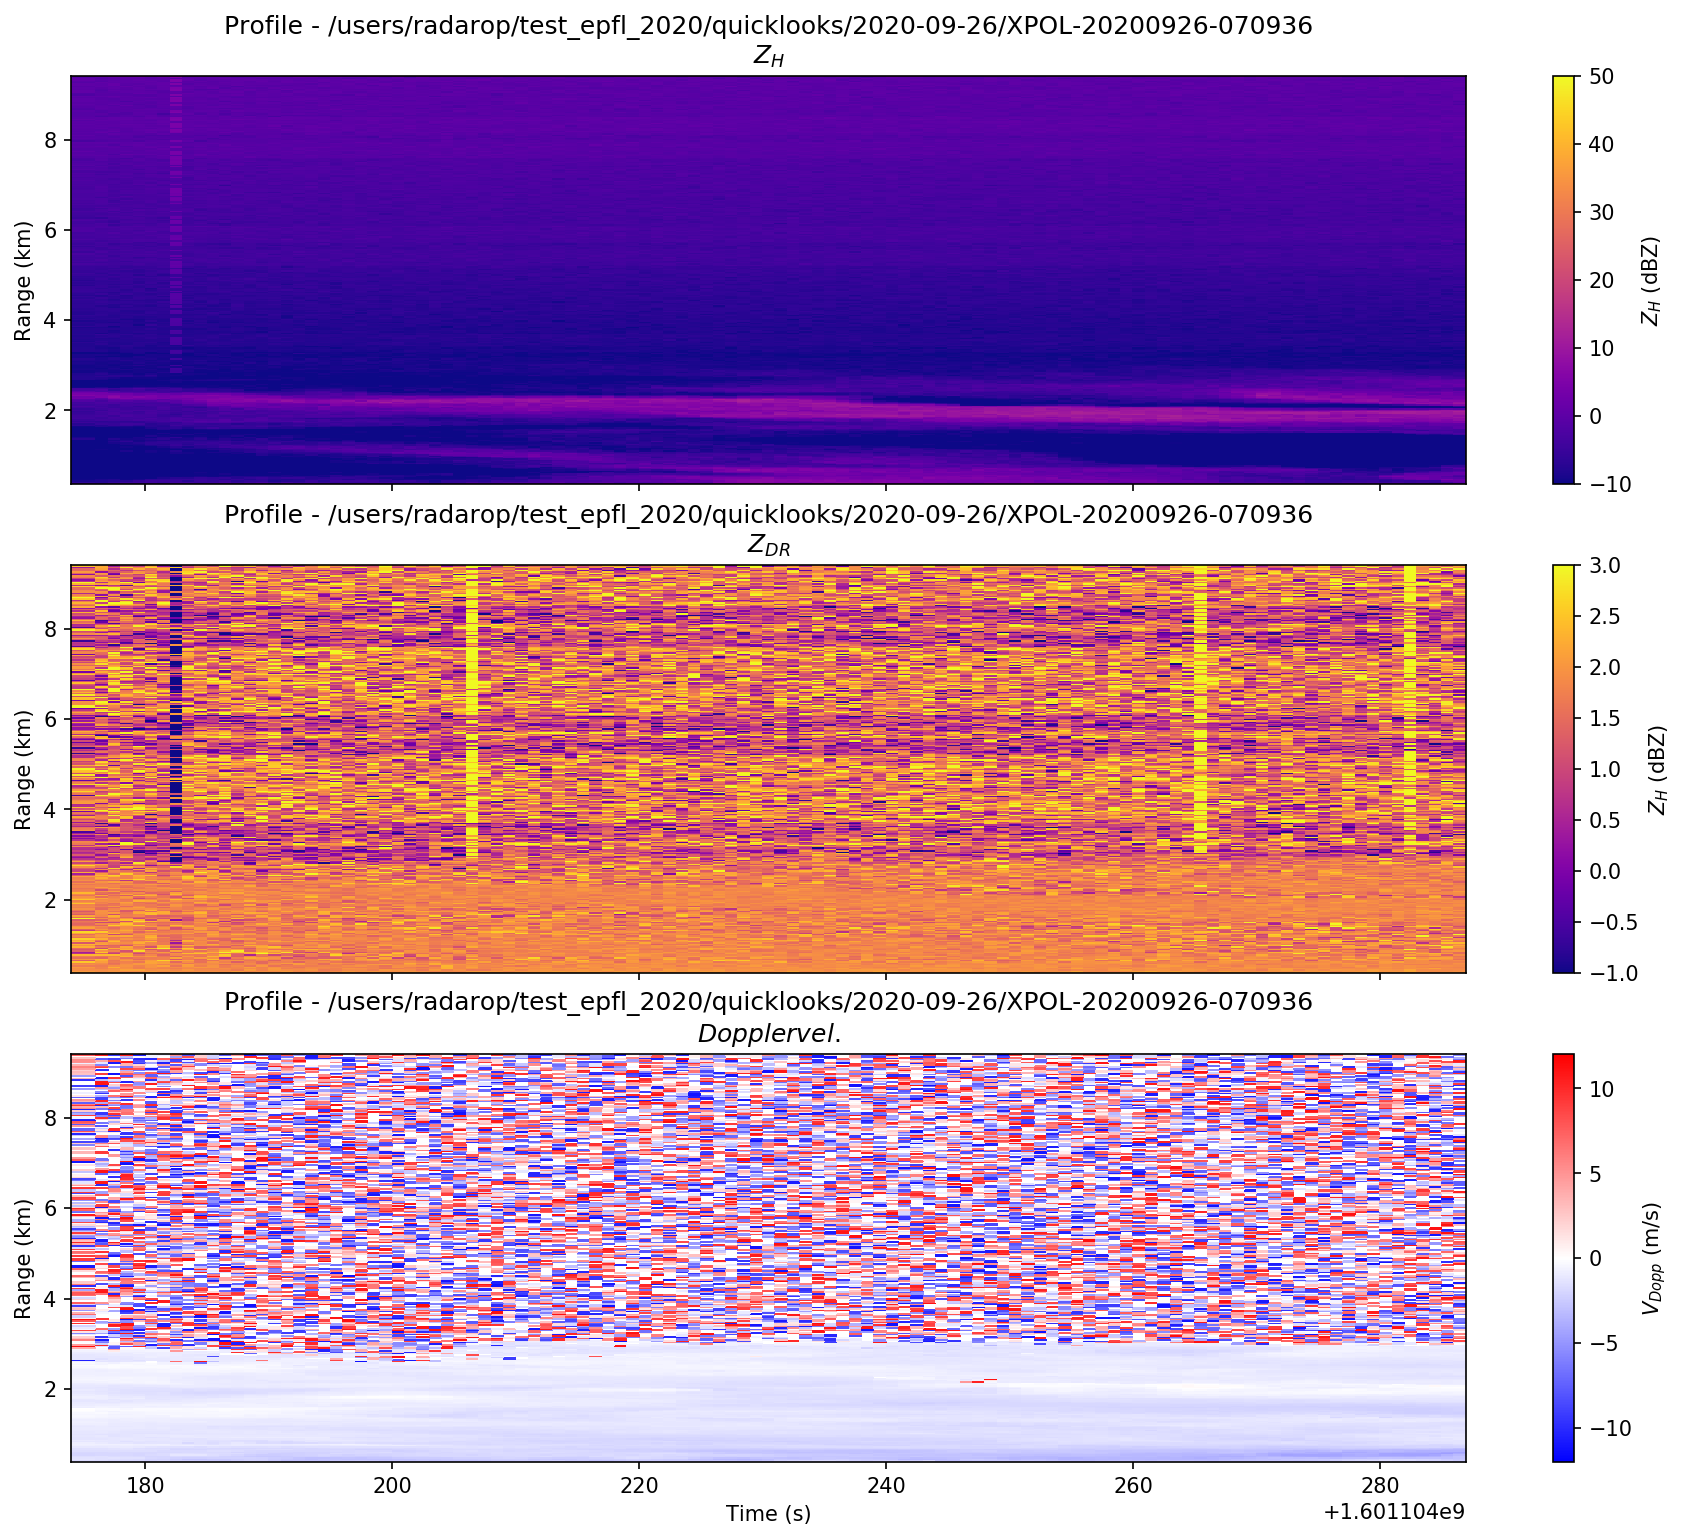 Profile - /users/radarop/test_epfl_2020/quicklooks/2020-09-26/XPOL-20200926-070936
Z_H
Range (km)
8
6
4
2
50
40
30
20
10
0
−10
Z_H (dBZ)
Profile - /users/radarop/test_epfl_2020/quicklooks/2020-09-26/XPOL-20200926-070936
Z_DR
Range (km)
8
6
4
2
3.0
2.5
2.0
1.5
1.0
0.5
0.0
−0.5
−1.0
Z_H (dBZ)
Profile - /users/radarop/test_epfl_2020/quicklooks/2020-09-26/XPOL-20200926-070936
Dopplervel.
Range (km)
8
6
4
2
10
5
0
−5
−10
V_Dopp (m/s)
180 200 220 240 260 280
Time (s)
+1.601104e9